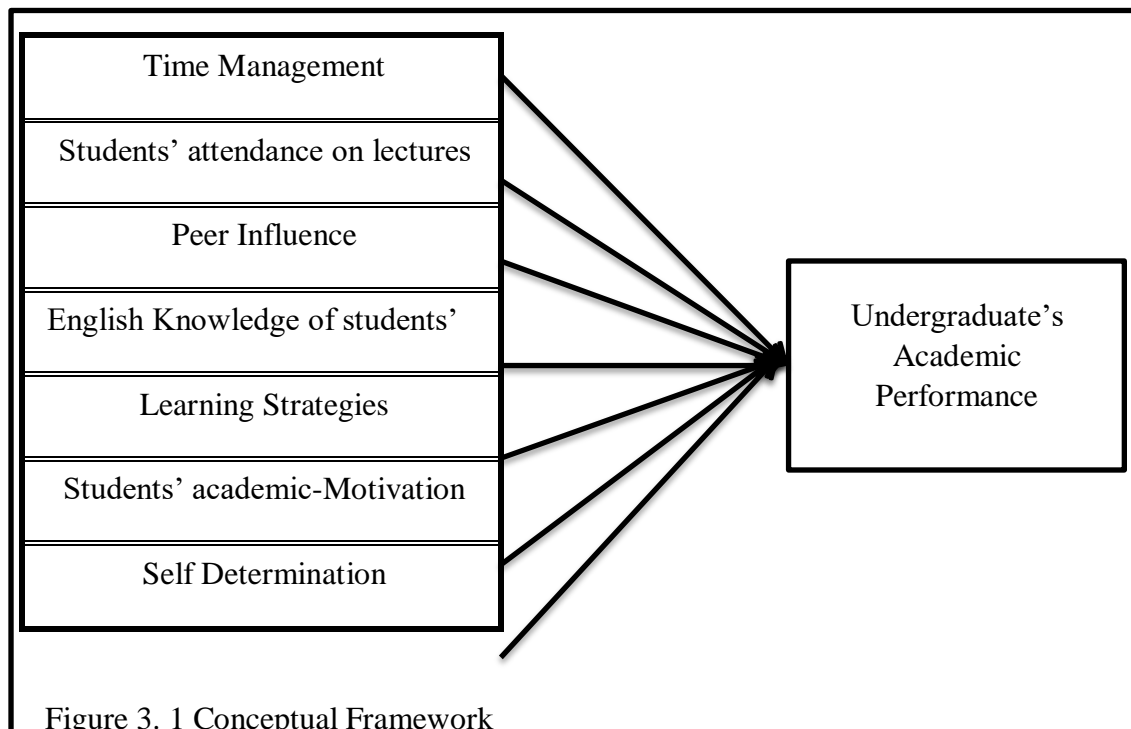 Time Management
Students’ attendance on lectures
Peer Influence
English Knowledge of students’
Learning Strategies
Students’ academic-Motivation
Self Determination
Undergraduate’s
Academic
Performance
Figure 3. 1 Conceptual Framework